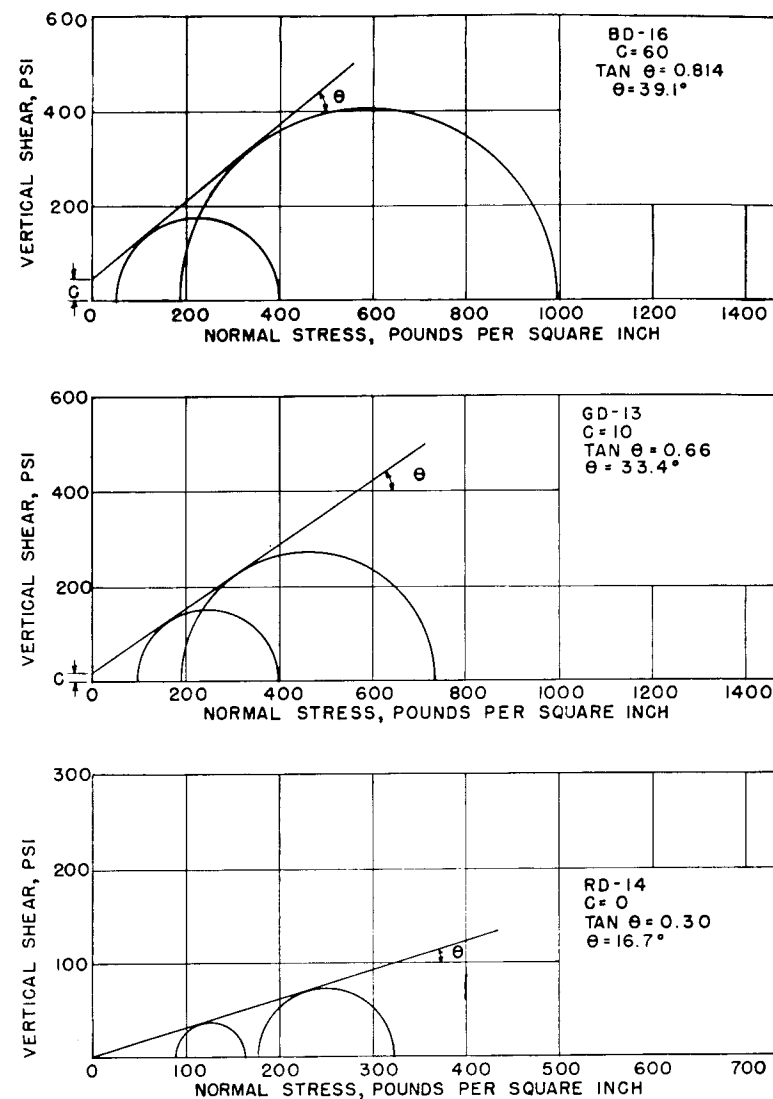 600
400
200
0
VERTICAL SHEAR, PSI
C
θ
BD-16
C=60
TAN θ=0.814
θ=39.1°
0 200 400 600 800 1000 1200 1400
NORMAL STRESS, POUNDS PER SQUARE INCH
600
400
200
VERTICAL SHEAR, PSI
C
θ
GD-13
C=10
TAN θ=0.66
θ=33.4°
0 200 400 600 800 1000 1200 1400
NORMAL STRESS, POUNDS PER SQUARE INCH
300
200
100
VERTICAL SHEAR, PSI
θ
RD-14
C=0
TAN θ=0.30
θ=16.7°
0 100 200 300 400 500 600 700
NORMAL STRESS, POUNDS PER SQUARE INCH